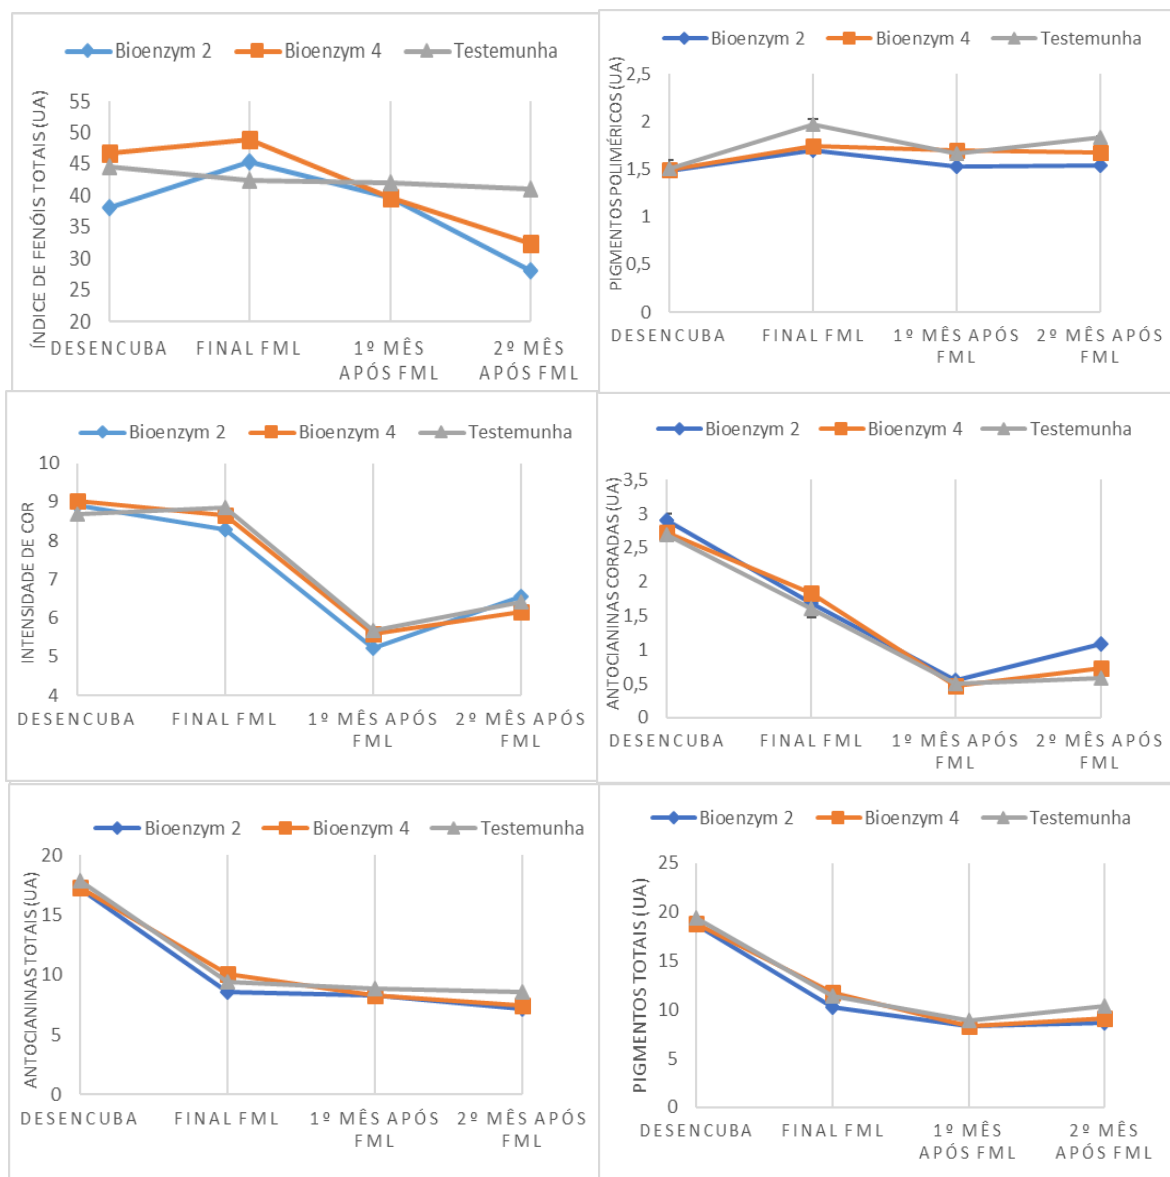 Bioenzym 2 Bioenzym 4 Testemunha
ÍNDICE DE FENÓIS TOTAIS (UA)
55
50
45
40
35
30
25
20
DESENCUBA FINAL FML 1º MÊS APÓS FML 2º MÊS APÓS FML
Bioenzym 2 Bioenzym 4 Testemunha
PIGMENTOS POLIMÉRICOS (UA)
2,5
2
1,5
1
0,5
0
DESENCUBA FINAL FML 1º MÊS APÓS FML 2º MÊS APÓS FML
Bioenzym 2 Bioenzym 4 Testemunha
INTENSIDADE DE COR
10
9
8
7
6
5
4
DESENCUBA FINAL FML 1º MÊS APÓS FML 2º MÊS APÓS FML
Bioenzym 2 Bioenzym 4 Testemunha
ANTOCIANINAS CORADAS (UA)
3,5
3
2,5
2
1,5
1
0,5
0
DESENCUBA FINAL FML 1º MÊS APÓS FML 2º MÊS APÓS FML
Bioenzym 2 Bioenzym 4 Testemunha
ANTOCIANINAS TOTAIS (UA)
20
15
10
5
0
DESENCUBA FINAL FML 1º MÊS APÓS FML 2º MÊS APÓS FML
Bioenzym 2 Bioenzym 4 Testemunha
PIGMENTOS TOTAIS (UA)
25
20
15
10
5
0
DESENCUBA FINAL FML 1º MÊS APÓS FML 2º MÊS APÓS FML